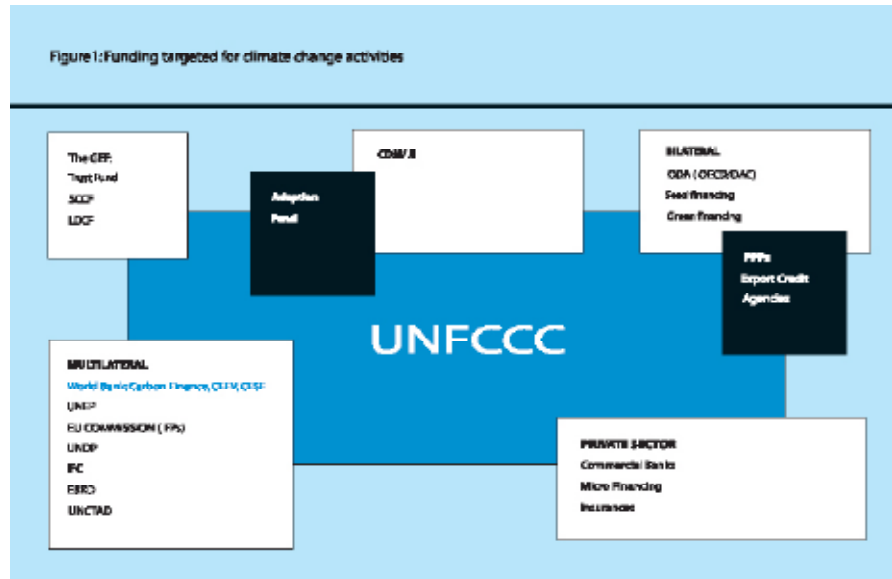 Figure 1: Funding targeted for climate change activities
The GEF:
Trust Fund
SCCF
LDCF
Adaption
Fund
CDM/JI
BILATERAL
ODA (OECD/DAC)
Seed financing
Green financing
PPPs
Export Credit
Agencies
UNFCCC
MULTILATERAL
World Bank: Carbon Finance,
UNEP
EU COMMISSION (FPs)
UNDP
IFC
EBRD
UNCTAD
PRIVATE SECTOR
Commercial Banks
Micro Financing
Insurances